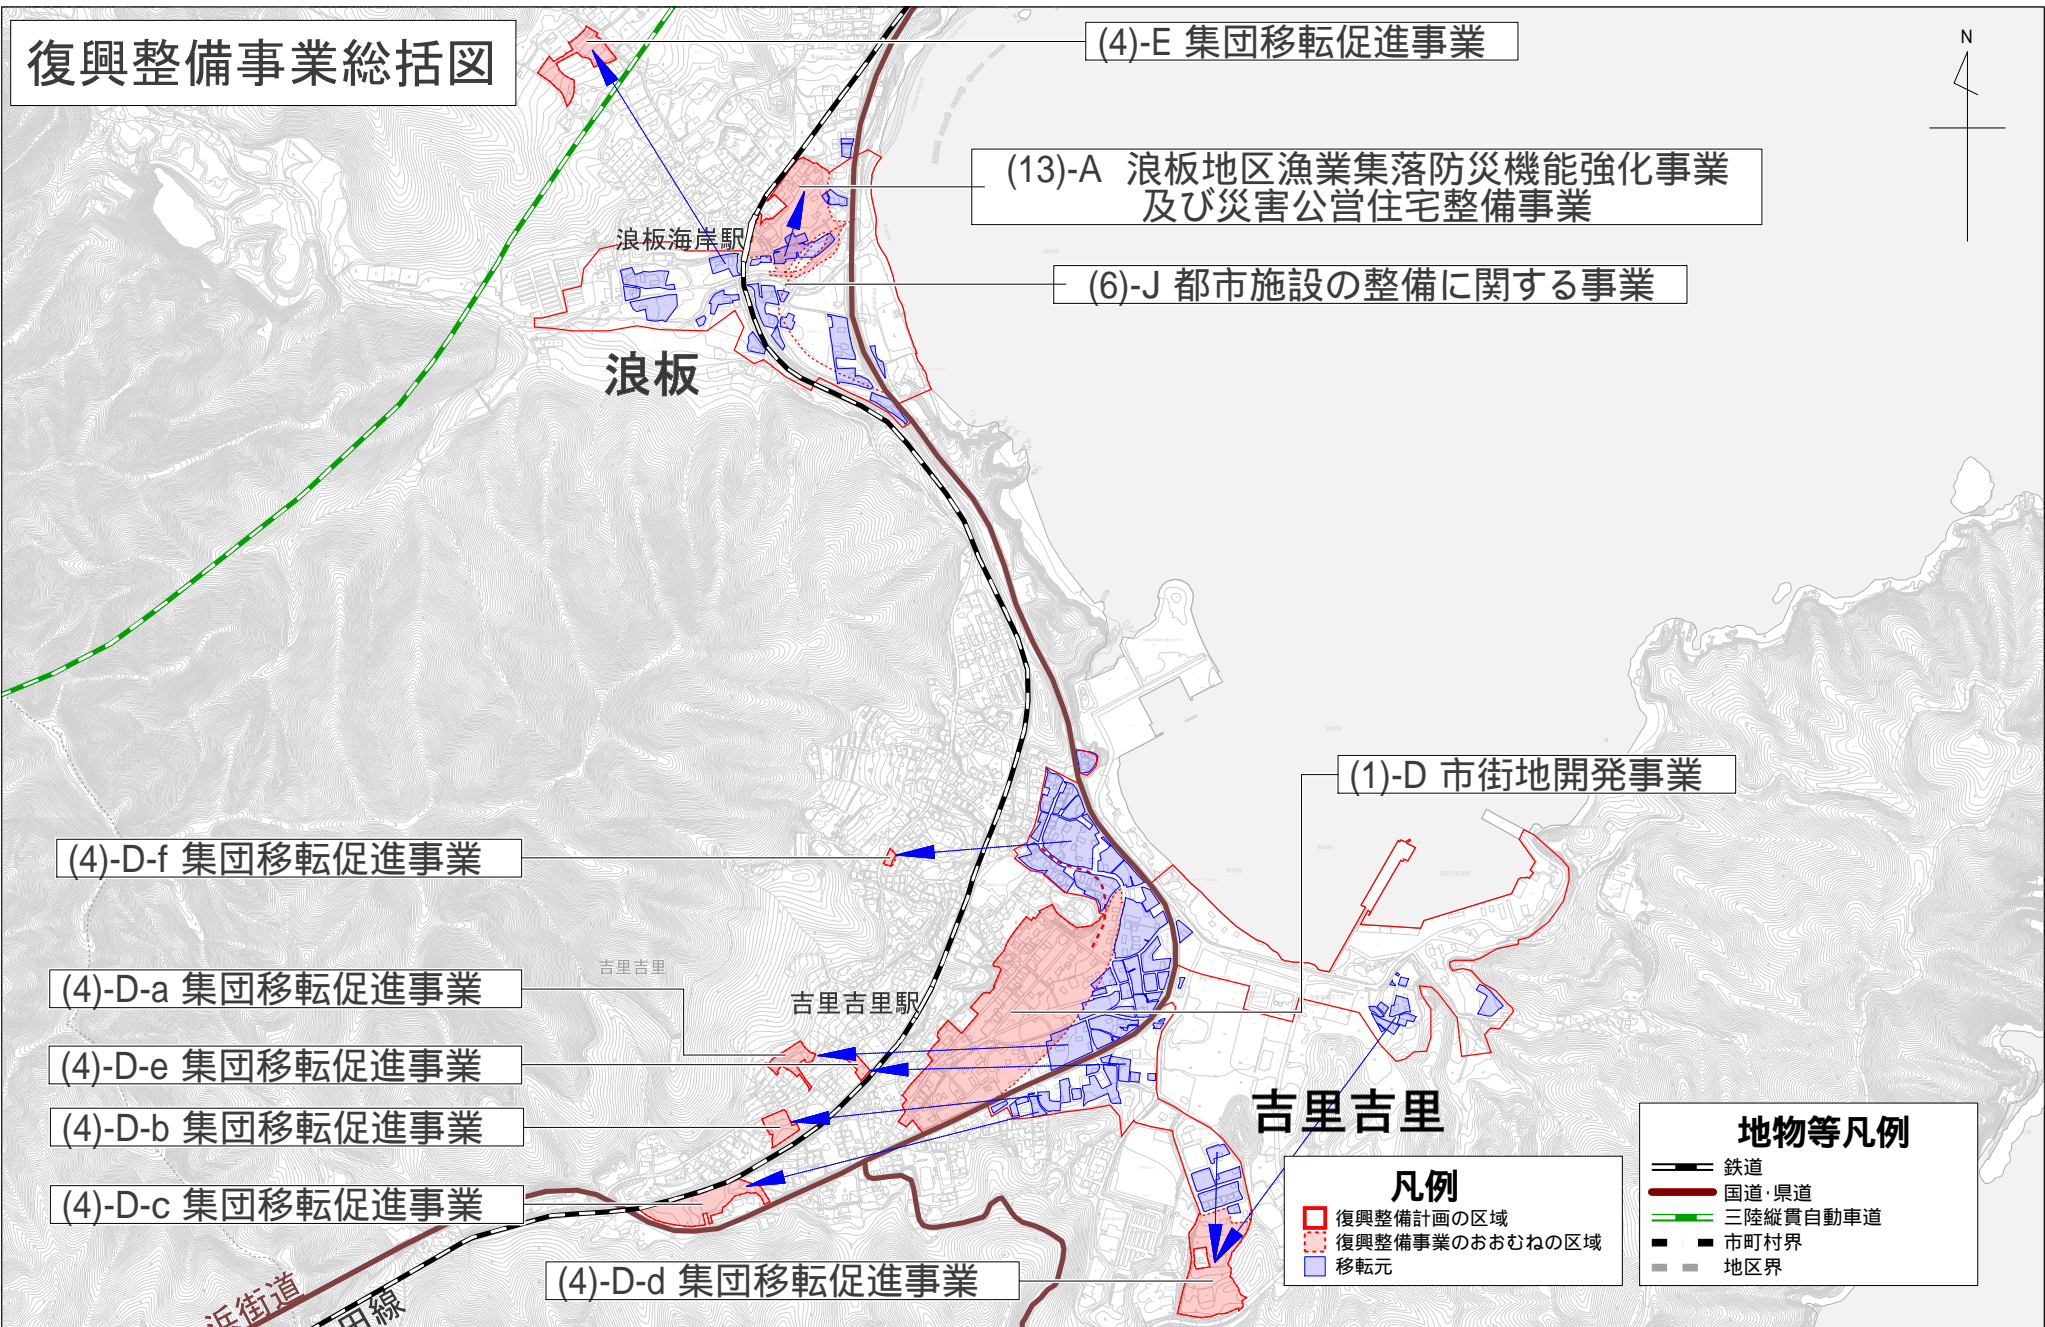 復興整備事業総括図
(4)-E 集団移転促進事業
N
(13)-A 浪板地区漁業集落防災機能強化事業
及び災害公営住宅整備事業
浪板海岸駅
(6)-J 都市施設の整備に関する事業
浪板
(1)-D 市街地開発事業
(4)-D-f 集団移転促進事業
吉里吉里
(4)-D-a 集団移転促進事業
吉里吉里駅
(4)-D-e 集団移転促進事業
(4)-D-b 集団移転促進事業
吉里吉里
(4)-D-c 集団移転促進事業
(4)-D-d 集団移転促進事業
浜街道
田線
凡例
復興整備計画の区域
復興整備事業のおおむねの区域
移転元
地物等凡例
鉄道
国道・県道
三陸縦貫自動車道
市町村界
地区界